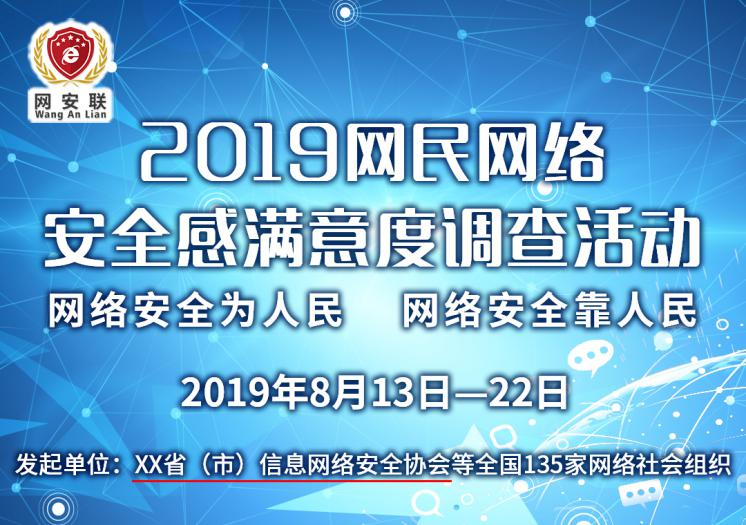 网安联
Wang An Lian
2019网民网络
安全感满意度调查活动
网络安全为人民 网络安全靠人民
2019年8月13日—22日
发起单位：XX省（市）信息网络安全协会等全国135家网络社会组织